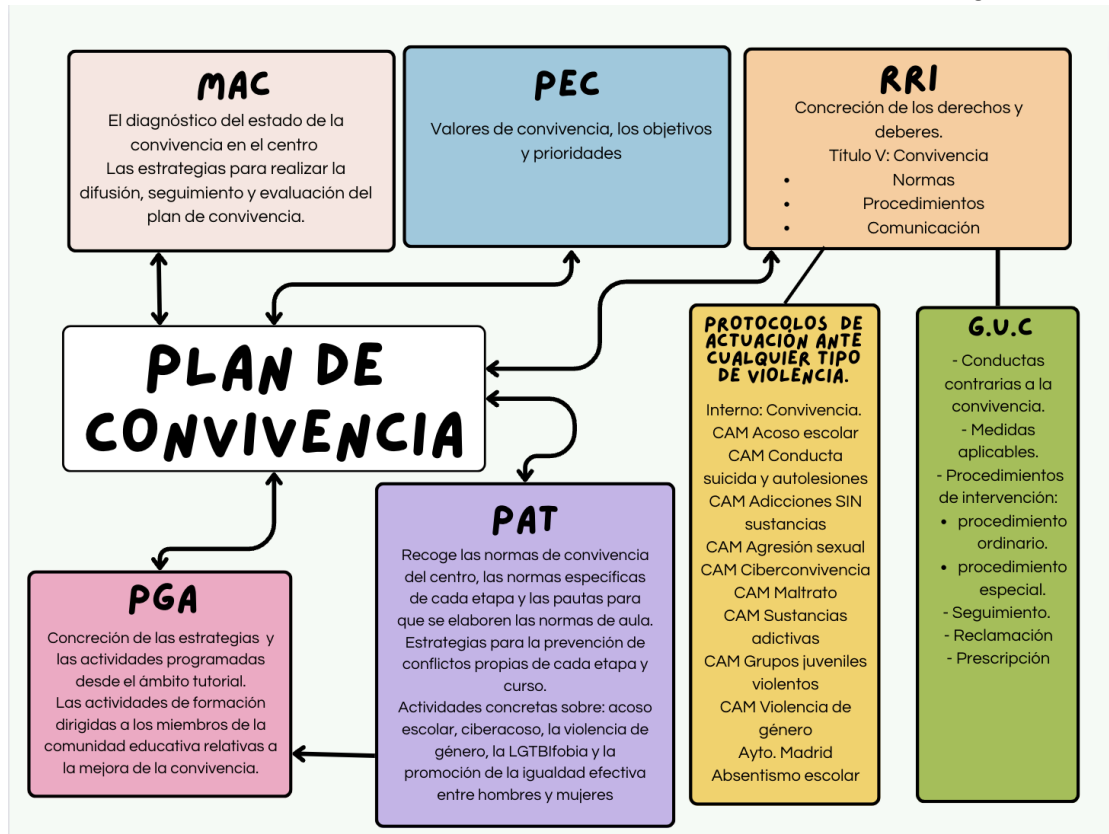 MAC
El diagnóstico del estado de la
convivencia en el centro
Las estrategias para realizar la
difusión, seguimiento y evaluación del
plan de convivencia.
PEC
Valores de convivencia, los objetivos
y prioridades
RRI
Concreción de los derechos y
deberes.
Título V: Convivencia
• Normas
• Procedimientos
• Comunicación
PLAN DE
CONVIVENCIA
PROTOCOLOS DE
ACTUACIÓN ANTE
CUALQUIER TIPO
DE VIOLENCIA.
Interno: Convivencia.
CAM Acoso escolar
CAM Conducta
suicida y autolesiones
CAM Adicciones SIN
sustancias
CAM Agresión sexual
CAM Ciberconvivencia
CAM Maltrato
CAM Sustancias
adictivas
CAM Grupos juveniles
violentos
CAM Violencia de
género
Ayto. Madrid
Absentismo escolar
G.U.C
- Conductas
contrarias a la
convivencia.
- Medidas
aplicables.
- Procedimientos
de intervención:
• procedimiento
ordinario.
• procedimiento
especial.
- Seguimiento.
- Reclamación
- Prescripción
PAT
Recoge las normas de convivencia
del centro, las normas específicas
de cada etapa y las pautas para
que se elaboren las normas de aula.
Estrategias para la prevención de
conflictos propias de cada etapa y
curso.
Actividades concretas sobre: acoso
escolar, ciberacoso, la violencia de
género, la LGTBIfobia y la
promoción de la igualdad efectiva
entre hombres y mujeres
PGA
Concreción de las estrategias y
las actividades programadas
desde el ámbito tutorial.
Las actividades de formación
dirigidas a los miembros de la
comunidad educativa relativas a
la mejora de la convivencia.